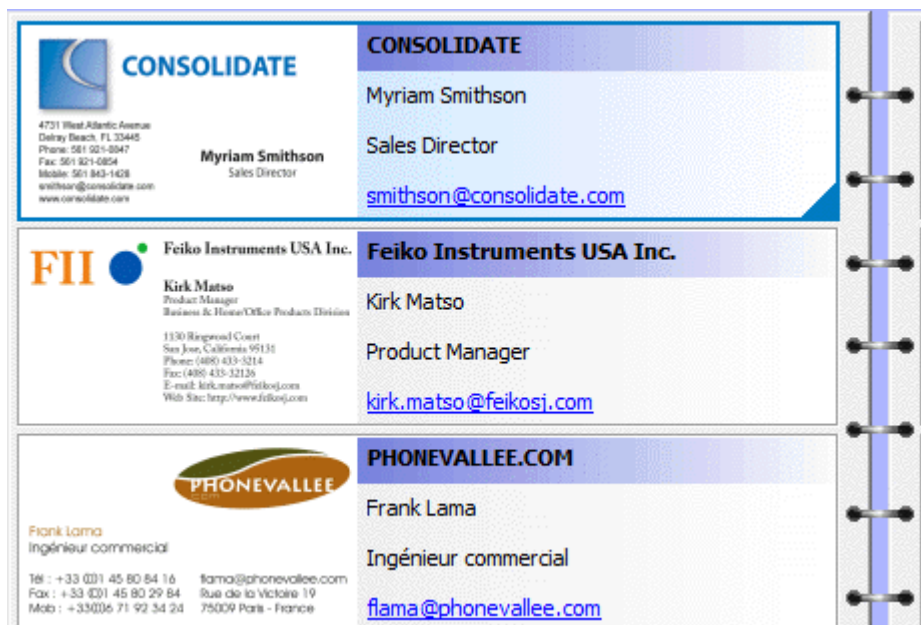 CONSOLIDATE
4731 West Atlantic Avenue
Delray Beach, FL 33445
Phone: 561 921-0847
Fax: 561 921-0854
Mobile: 561 843-1428
smithson@consolidate.com
www.consolidate.com
Myriam Smithson
Sales Director
CONSOLIDATE
Myriam Smithson
Sales Director
smithson@consolidate.com
FII
Feiko Instruments USA Inc.
Kirk Matso
Product Manager
Business & Home/Office Products Division
1130 Ringwood Court
San Jose, California 95131
Phone: (408) 433-3214
Fax: (408) 433-32126
E-mail: kirk.matso@feikosj.com
Web Site: http://www.feikosj.com
Feiko Instruments USA Inc.
Kirk Matso
Product Manager
kirk.matso@feikosj.com
PHONEVALLEE
com
Frank Lama
Ingénieur commercial
Tél : +33 (0)1 45 80 84 16
Fax : +33 (0)1 45 80 29 84
Mob : +33(0)6 71 92 34 24
flama@phonevallee.com
Rue de la Victoire 19
75009 Paris - France
PHONEVALLEE.COM
Frank Lama
Ingénieur commercial
flama@phonevallee.com